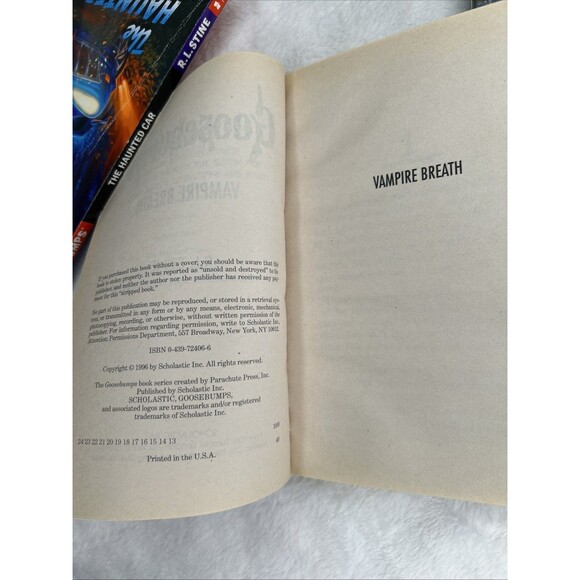 The
HAUNTE
R. L. STINE
THE HAUNTED CAR
Goosebu
VAMPIRE BREATH
If you purchased this book without a cover, you should be aware that this
book is stolen property. It was reported as "unsold and destroyed" to the
publisher, and neither the author nor the publisher has received any pay-
ment for this "stripped book."
No part of this publication may be reproduced, or stored in a retrieval sys-
tem, or transmitted in any form or by any means, electronic, mechanical,
photocopying, recording, or otherwise, without written permission of the
publisher. For information regarding permission, write to Scholastic Inc.,
Attention: Permissions Department, 557 Broadway, New York, NY 10012.
ISBN 0-439-72406-6
Copyright © 1996 by Scholastic Inc. All rights reserved.
The Goosebumps book series created by Parachute Press, Inc.
Published by Scholastic Inc.
SCHOLASTIC, GOOSEBUMPS,
and associated logos are trademarks and/or registered
trademarks of Scholastic Inc.
24 23 22 21 20 19 18 17 16 15 14 13
40
Printed in the U.S.A.
VAMPIRE BREATH